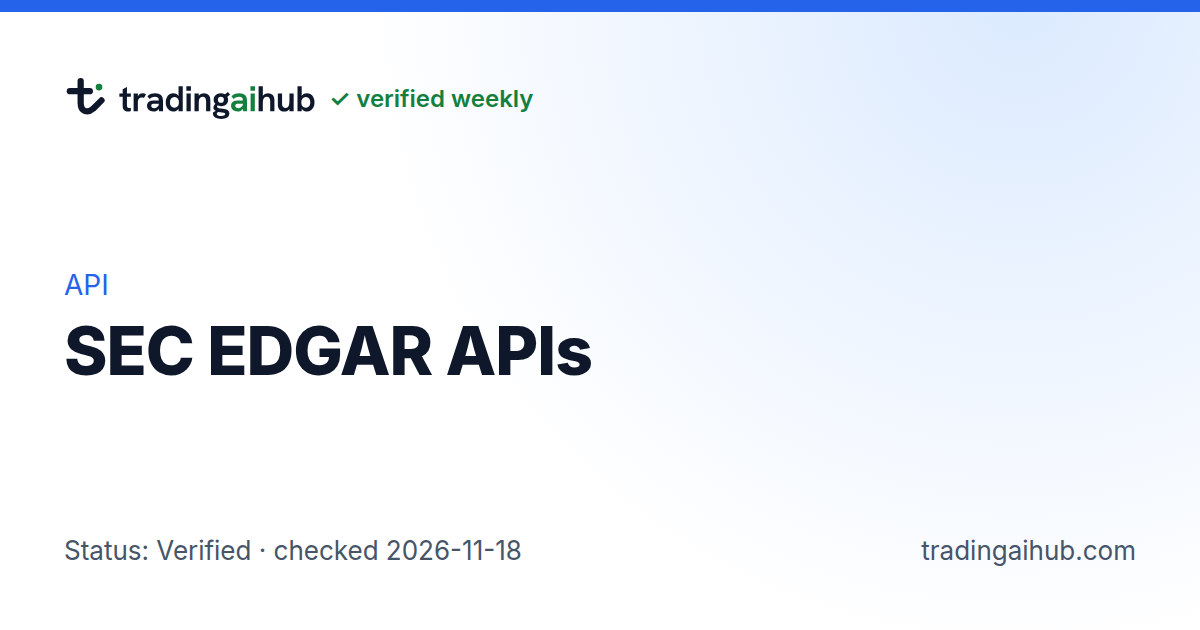 tradingaihub ✓ verified weekly
API
SEC EDGAR APIs
Status: Verified · checked 2026-11-18
tradingaihub.com